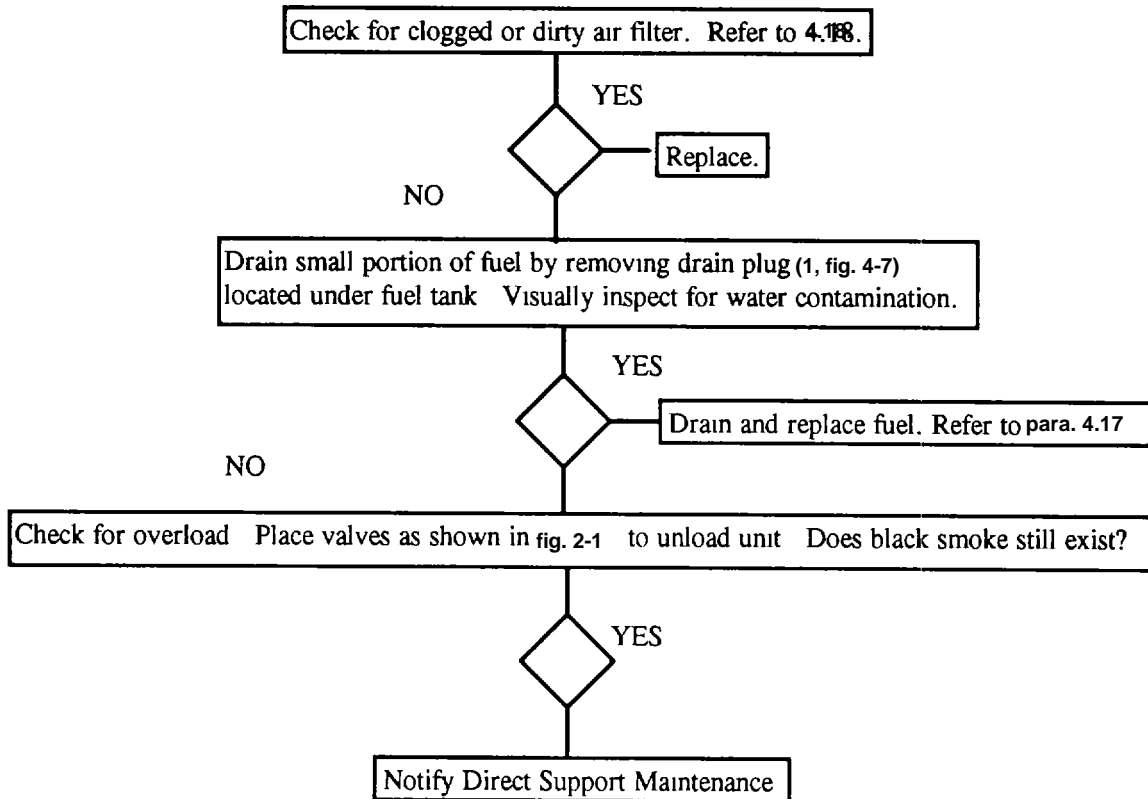 Check for clogged or dirty air filter. Refer to
YES
Replace.
NO
Drain small portion of fuel by removing drain plug (1, fig. 4-7)
located under fuel tank Visually inspect for water contamination.
YES
Drain and replace fuel. Refer to para. 4.17
NO
Check for overload Place valves as shown in fig. 2-1 to unload unit Does black smoke still exist?
YES
Notify Direct Support Maintenance